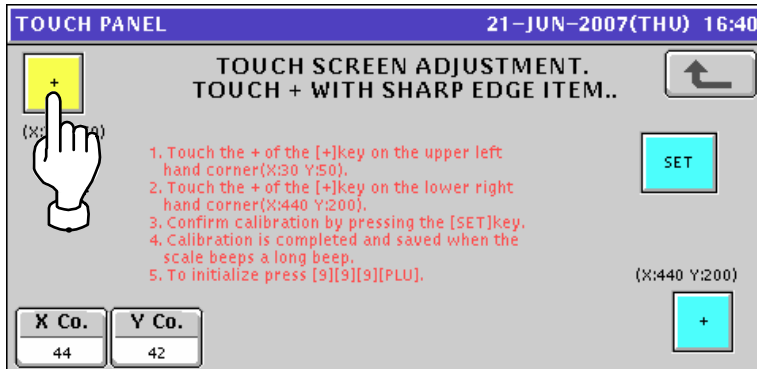 TOUCH PANEL 21-JUN-2007(THU) 16:40
+
TOUCH SCREEN ADJUSTMENT.
TOUCH + WITH SHARP EDGE ITEM..
SET
1. Touch the + of the [+]key on the upper left
hand corner(X:30 Y:50).
2. Touch the + of the [+]key on the lower right
hand corner(X:440 Y:200).
3. Confirm calibration by pressing the [SET]key.
4. Calibration is completed and saved when the
scale beeps a long beep.
5. To initialize press [9][9][9][PLU].
(X:440 Y:200)
+
X Co. Y Co.
44 42